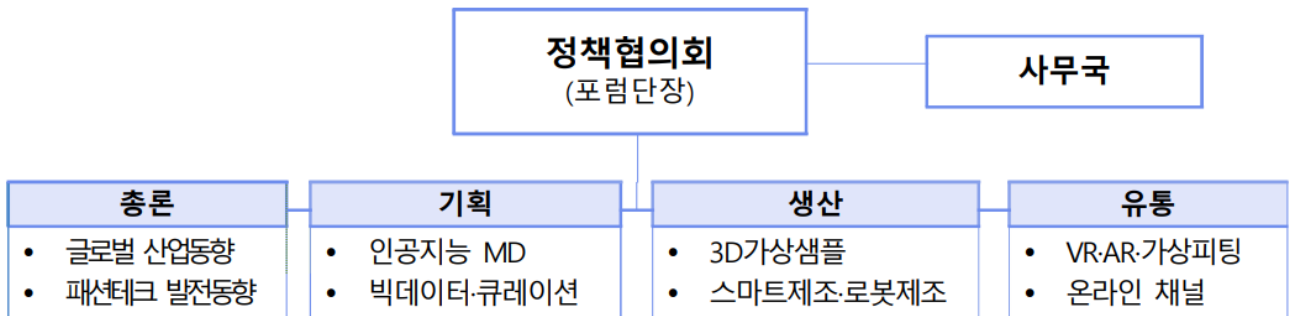 정책협의회
(포럼단장)
사무국
총론
• 글로벌 산업동향
• 패션테크 발전동향
기획
• 인공지능 MD
• 빅데이터·큐레이션
생산
• 3D가상샘플
• 스마트제조·로봇제조
유통
• VR·AR·가상피팅
• 온라인 채널